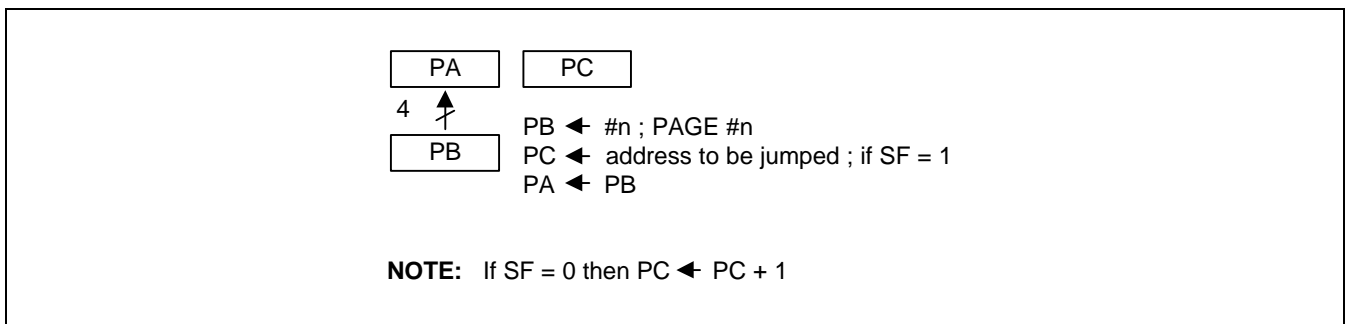 PA PC
4
PB ← #n ; PAGE #n
PB PC ← address to be jumped ; if SF = 1
PA ← PB
NOTE: If SF = 0 then PC ← PC + 1